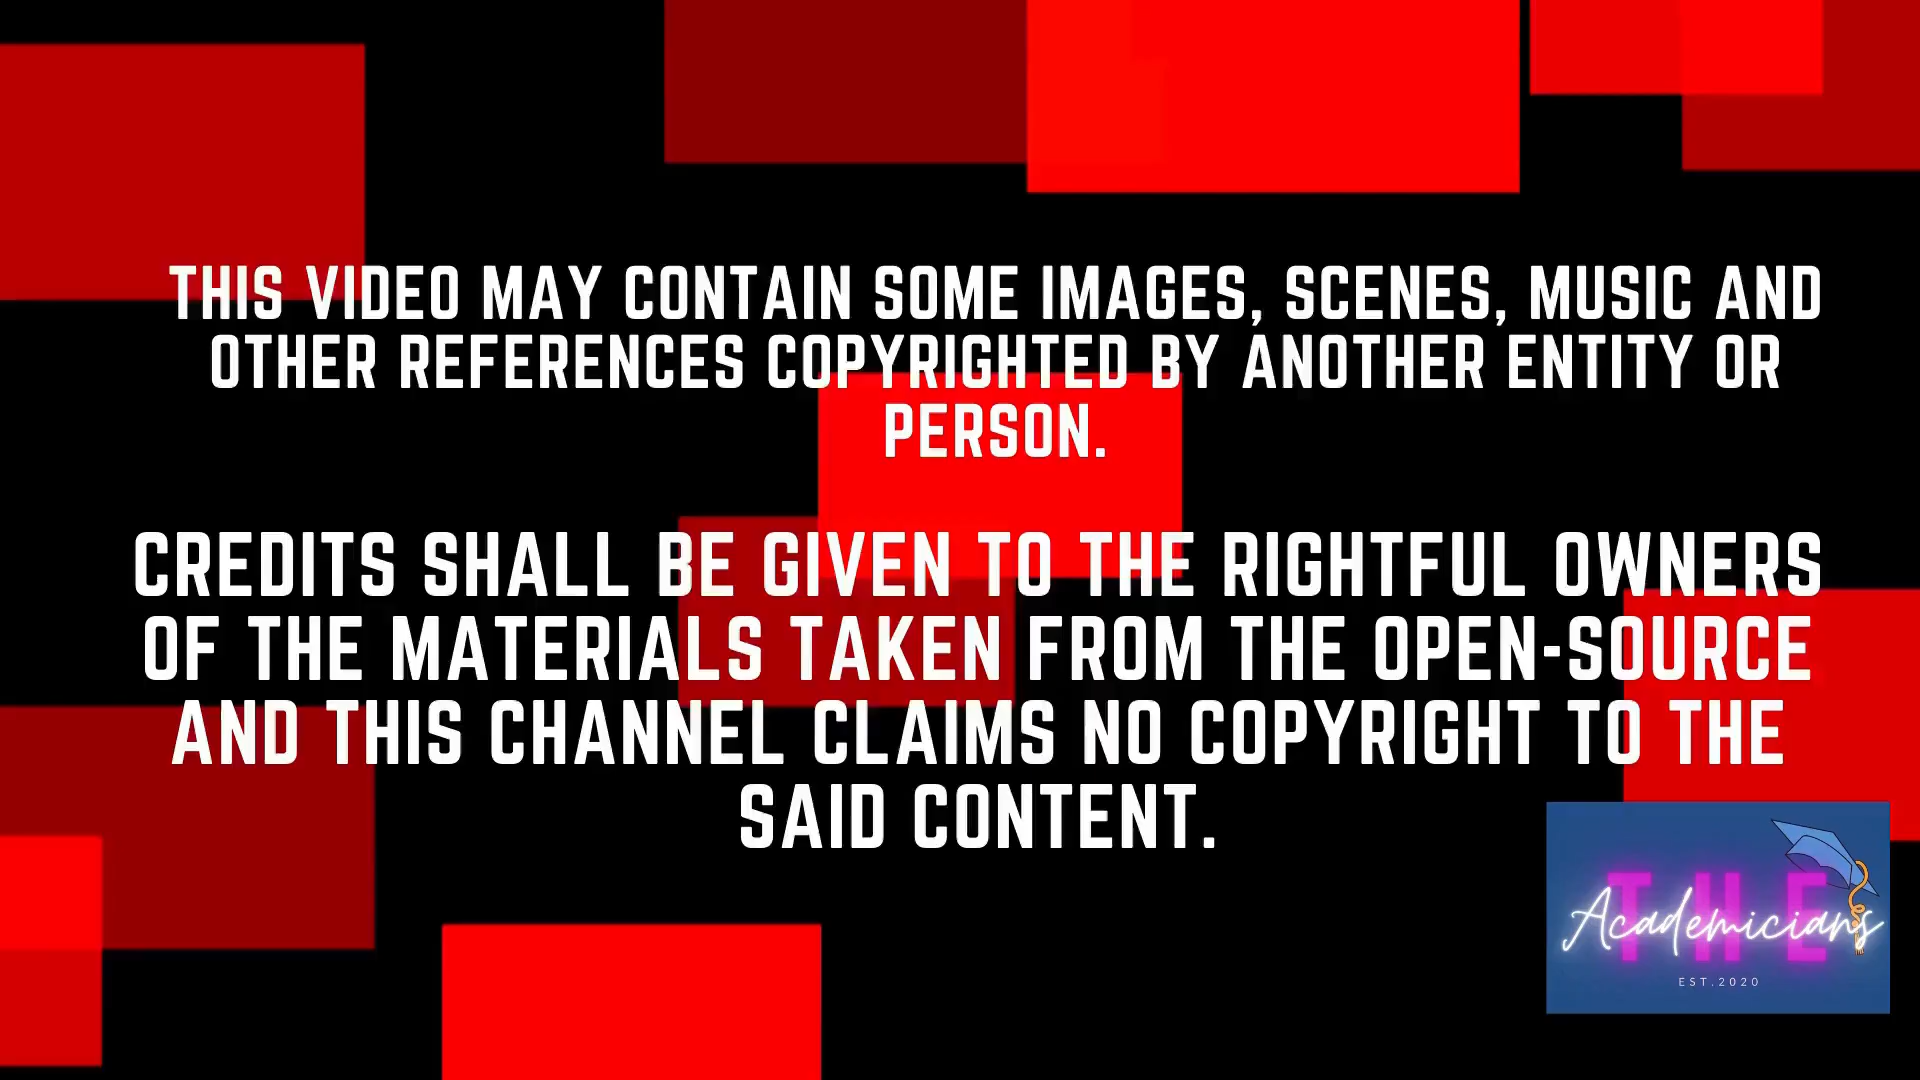 THIS VIDEO MAY CONTAIN SOME IMAGES, SCENES, MUSIC AND
OTHER REFERENCES COPYRIGHTED BY ANOTHER ENTITY OR
PERSON.
CREDITS SHALL BE GIVEN TO THE RIGHTFUL OWNERS
OF THE MATERIALS TAKEN FROM THE OPEN-SOURCE
AND THIS CHANNEL CLAIMS NO COPYRIGHT TO THE
SAID CONTENT.
THE
Academicians
EST.2020